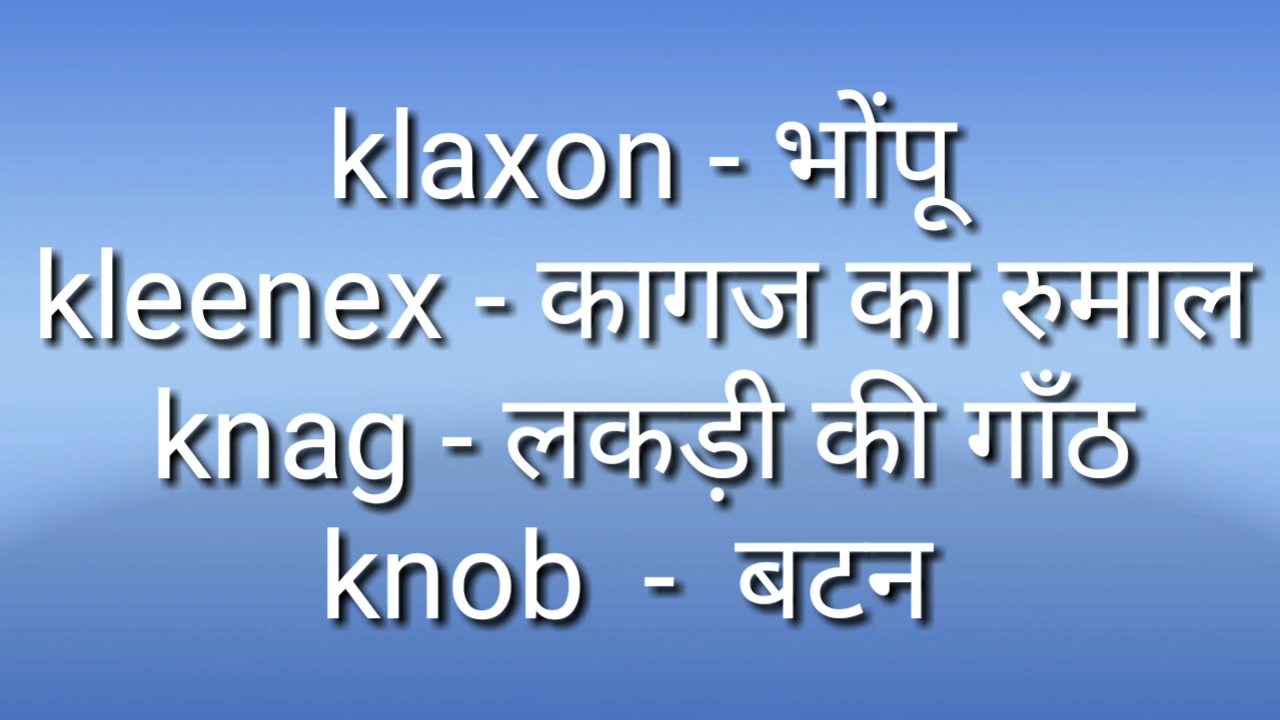 klaxon - भोंपू
kleenex - कागज का रुमाल
knag - लकड़ी की गाँठ
knob - बटन